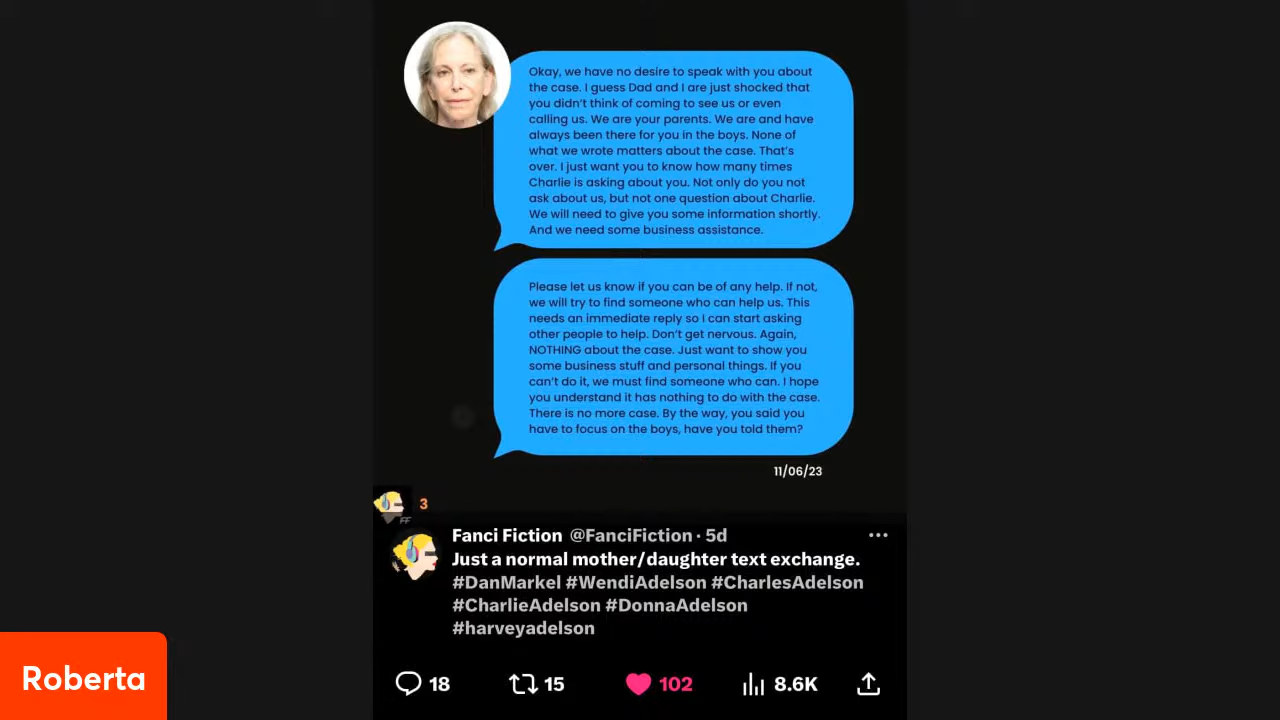 Okay, we have no desire to speak with you about
the case. I guess Dad and I are just shocked that
you didn't think of coming to see us or even
calling us. We are your parents. We are and have
always been there for you in the boys. None of
what we wrote matters about the case. That's
over. I just want you to know how many times
Charlie is asking about you. Not only do you not
ask about us, but not one question about Charlie.
We will need to give you some information shortly.
And we need some business assistance.
Please let us know if you can be of any help. If not,
we will try to find someone who can help us. This
needs an immediate reply so I can start asking
other people to help. Don't get nervous. Again,
NOTHING about the case. Just want to show you
some business stuff and personal things. If you
can't do it, we must find someone who can. I hope
you understand it has nothing to do with the case.
There is no more case. By the way, you said you
have to focus on the boys, have you told them?
11/06/23
3
FF
Fanci Fiction @FanciFiction · 5d
Just a normal mother/daughter text exchange.
#DanMarkel #WendiAdelson #CharlesAdelson
#CharlieAdelson #DonnaAdelson
#harveyadelson
18 15 102 8.6K
Roberta